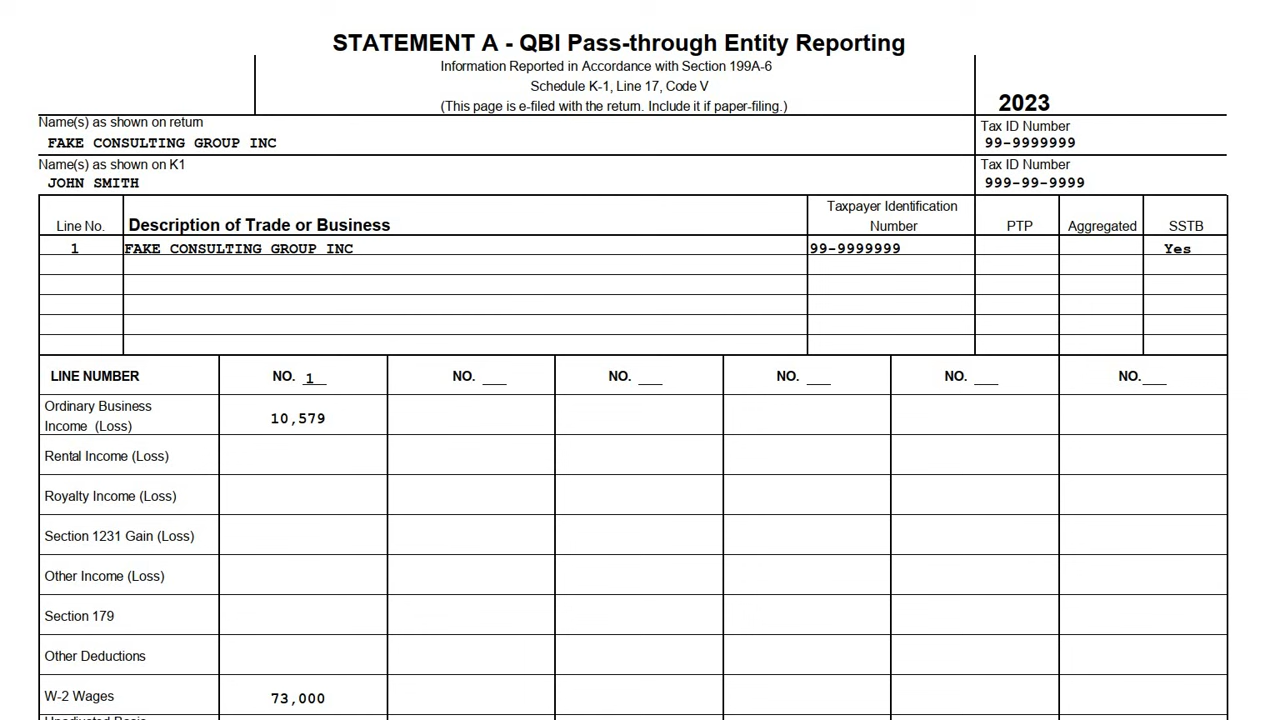 STATEMENT A - QBI Pass-through Entity Reporting
Information Reported in Accordance with Section 199A-6
Schedule K-1, Line 17, Code V
(This page is e-filed with the return. Include it if paper-filing.)
2023
Name(s) as shown on return
Tax ID Number
FAKE CONSULTING GROUP INC
99-9999999
Name(s) as shown on K1
Tax ID Number
JOHN SMITH
999-99-9999
Line No. Description of Trade or Business Taxpayer Identification Number PTP Aggregated SSTB
1 FAKE CONSULTING GROUP INC 99-9999999 Yes
LINE NUMBER NO. 1 NO. NO. NO. NO. NO.
Ordinary Business
Income (Loss) 10,579
Rental Income (Loss)
Royalty Income (Loss)
Section 1231 Gain (Loss)
Other Income (Loss)
Section 179
Other Deductions
W-2 Wages 73,000
Unadjusted Basis